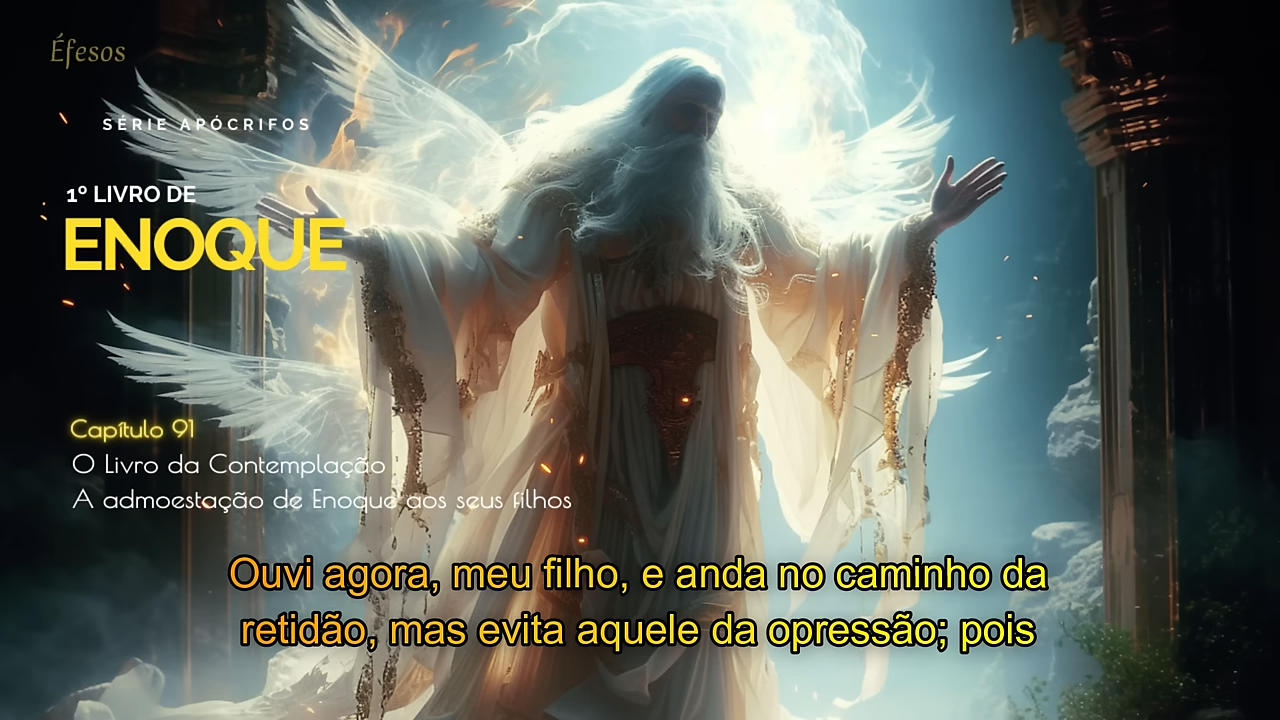 Éfesos
SÉRIE APÓCRIFOS
1º LIVRO DE
ENOQUE
Capítulo 91
O Livro da Contemplação
A admoestação de Enoque aos seus filhos
Ouvi agora, meu filho, e anda no caminho da
retidão, mas evita aquele da opressão; pois